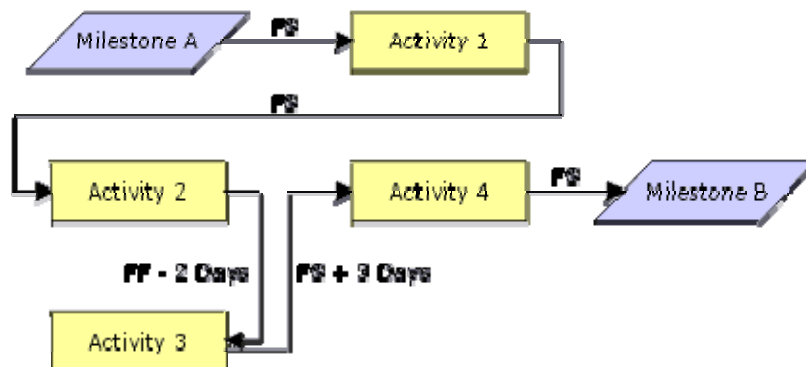 Milestone A
FS
Activity 1
FS
Activity 2
Activity 4
FS
Milestone B
FF - 2 Days
FS + 3 Days
Activity 3